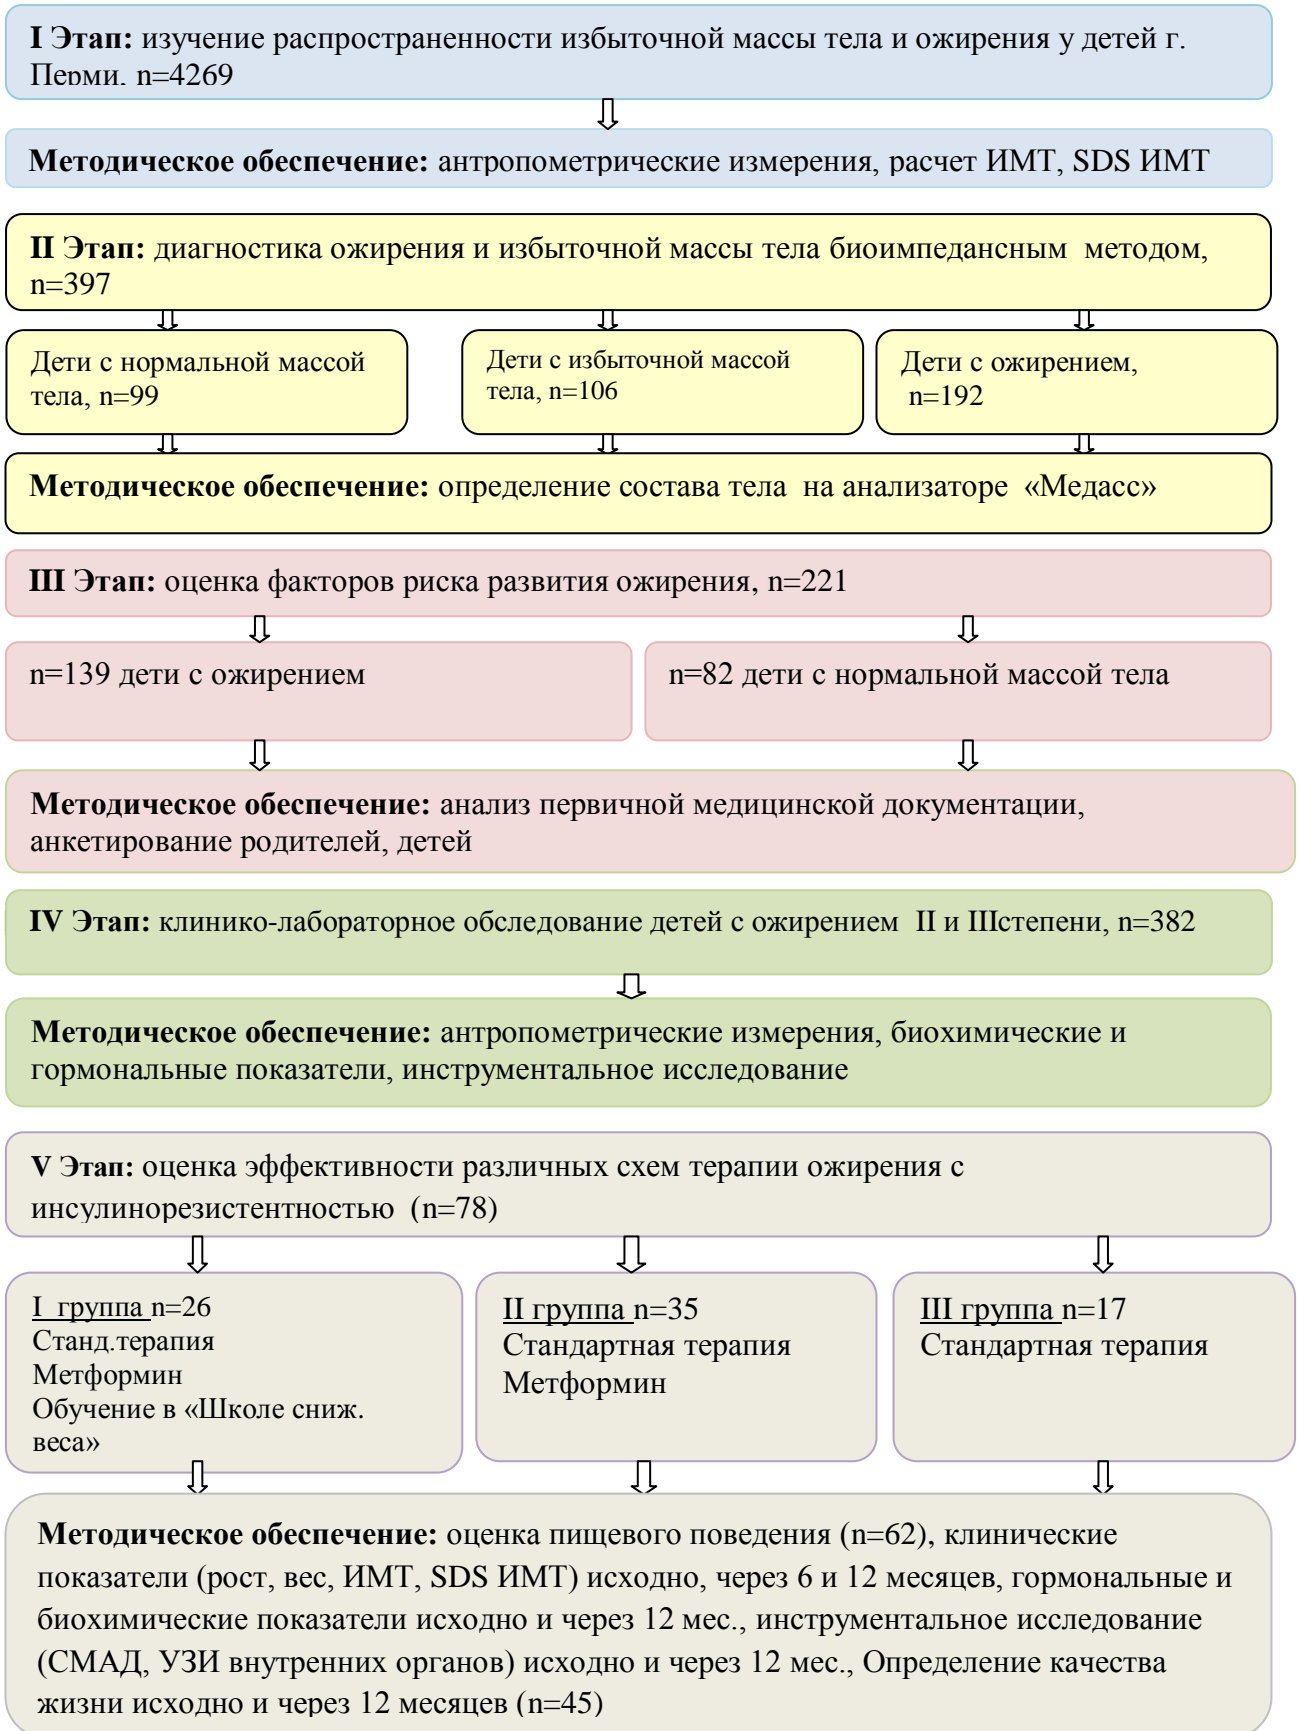 I Этап: изучение распространенности избыточной массы тела и ожирения у детей г.
Перми, n=4269
Методическое обеспечение: антропометрические измерения, расчет ИМТ, SDS ИМТ
II Этап: диагностика ожирения и избыточной массы тела биоимпедансным методом,
n=397
Дети с нормальной массой
тела, n=99
Дети с избыточной массой
тела, n=106
Дети с ожирением,
n=192
Методическое обеспечение: определение состава тела на анализаторе «Медасс»
III Этап: оценка факторов риска развития ожирения, n=221
n=139 дети с ожирением
n=82 дети с нормальной массой тела
Методическое обеспечение: анализ первичной медицинской документации,
анкетирование родителей, детей
IV Этап: клинико-лабораторное обследование детей с ожирением II и IIIстепени, n=382
Методическое обеспечение: антропометрические измерения, биохимические и
гормональные показатели, инструментальное исследование
V Этап: оценка эффективности различных схем терапии ожирения с
инсулинорезистентностью (n=78)
I группа n=26
Станд.терапия
Метформин
Обучение в «Школе сниж.
веса»
II группа n=35
Стандартная терапия
Метформин
III группа n=17
Стандартная терапия
Методическое обеспечение: оценка пищевого поведения (n=62), клинические
показатели (рост, вес, ИМТ, SDS ИМТ) исходно, через 6 и 12 месяцев, гормональные и
биохимические показатели исходно и через 12 мес., инструментальное исследование
(СМАД, УЗИ внутренних органов) исходно и через 12 мес., Определение качества
жизни исходно и через 12 месяцев (n=45)